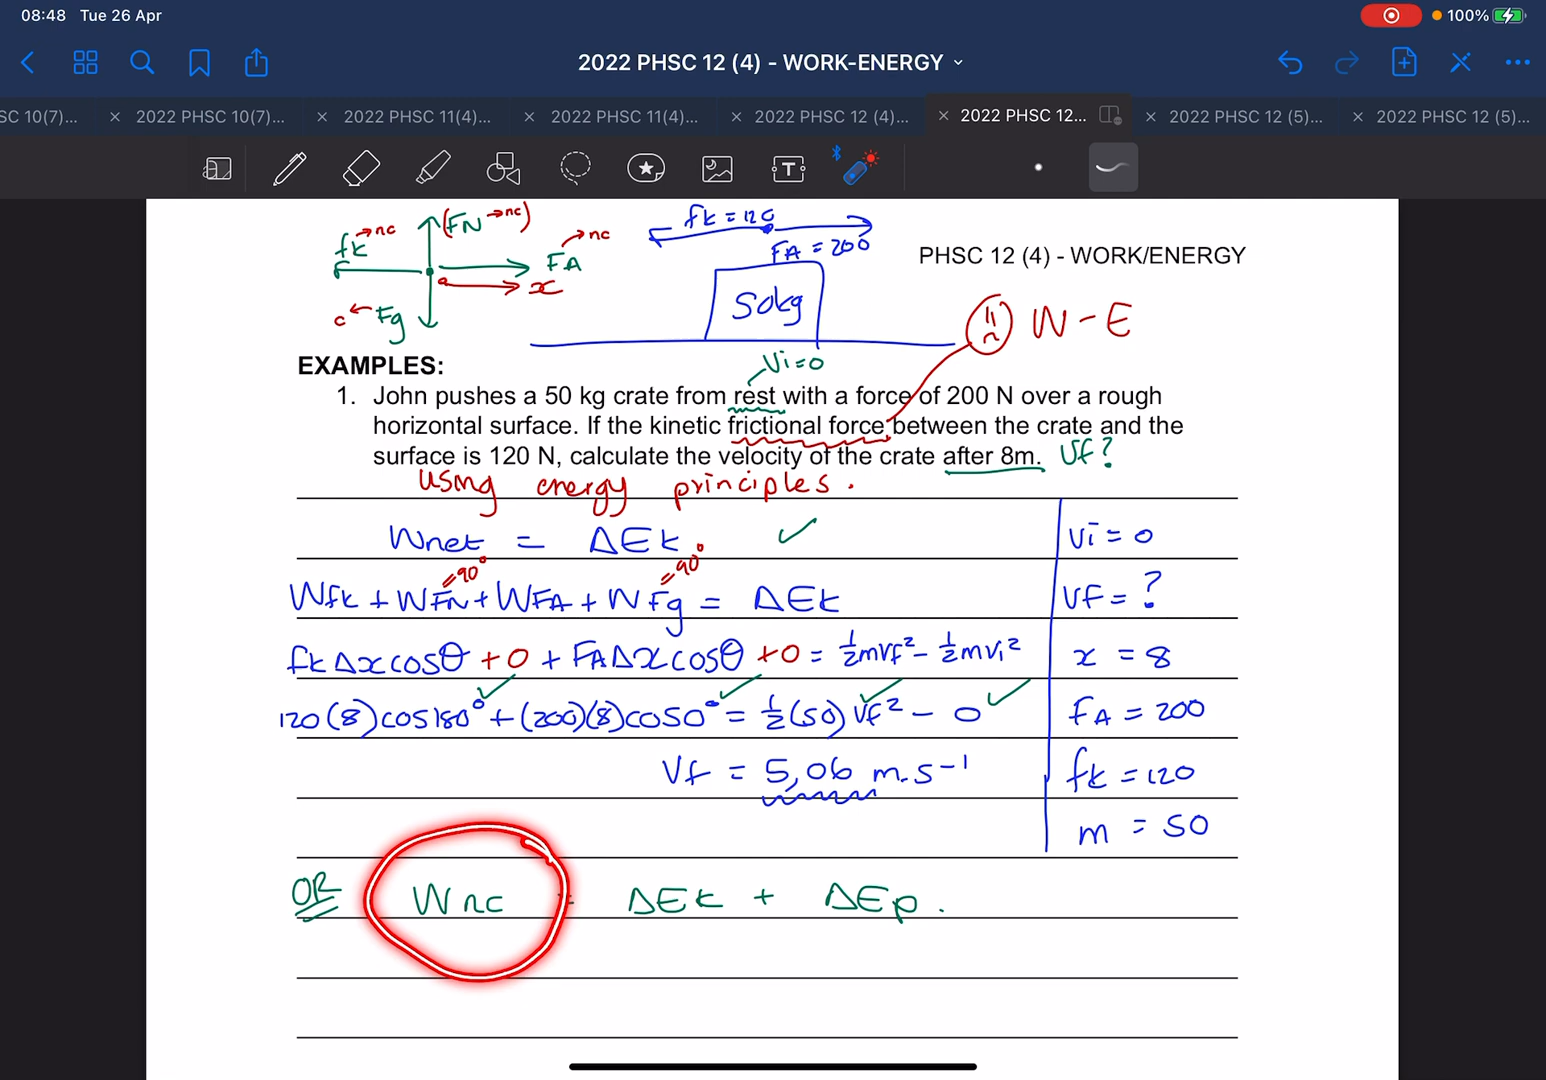 08:48 Tue 26 Apr
100%
2022 PHSC 12 (4) - WORK-ENERGY
SC 10(7)...
× 2022 PHSC 10(7)...
× 2022 PHSC 11(4)...
× 2022 PHSC 11(4)...
× 2022 PHSC 12 (4)...
× 2022 PHSC 12...
× 2022 PHSC 12 (5)...
× 2022 PHSC 12 (5)...
T
fk → nc
(FN → nc)
FA → nc
x
c ← Fg
fk = 120
FA = 200
50kg
PHSC 12 (4) - WORK/ENERGY
W - E
EXAMPLES:
Vi = 0
1. John pushes a 50 kg crate from rest with a force of 200 N over a rough
horizontal surface. If the kinetic frictional force between the crate and the
surface is 120 N, calculate the velocity of the crate after 8m. Vf?
using energy principles.
Wnet = ΔEk. ✓
=90° =90°
Wfk + WFN + WFA + WFg = ΔEk
fkΔxcosθ + 0 + FAΔxcosθ + 0 = ½mvf² - ½mvi²
120(8)cos180° + (200)(8)cos0° = ½(50)vf² - 0
Vf = 5,06 m.s⁻¹
Vi = 0
Vf = ?
x = 8
FA = 200
fk = 120
m = 50
OR Wnc = ΔEk + ΔEp.